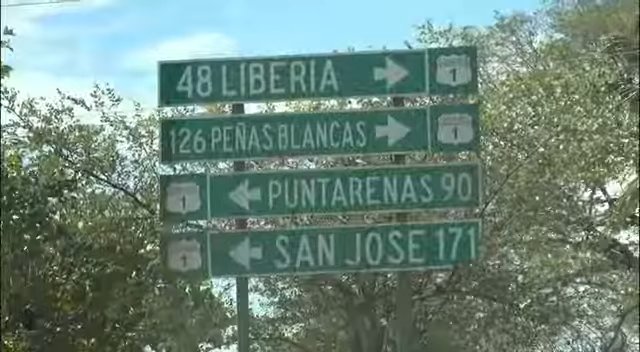 48 LIBERIA 1
126 PEÑAS BLANCAS 1
1 PUNTARENAS 90
1 SAN JOSE 171